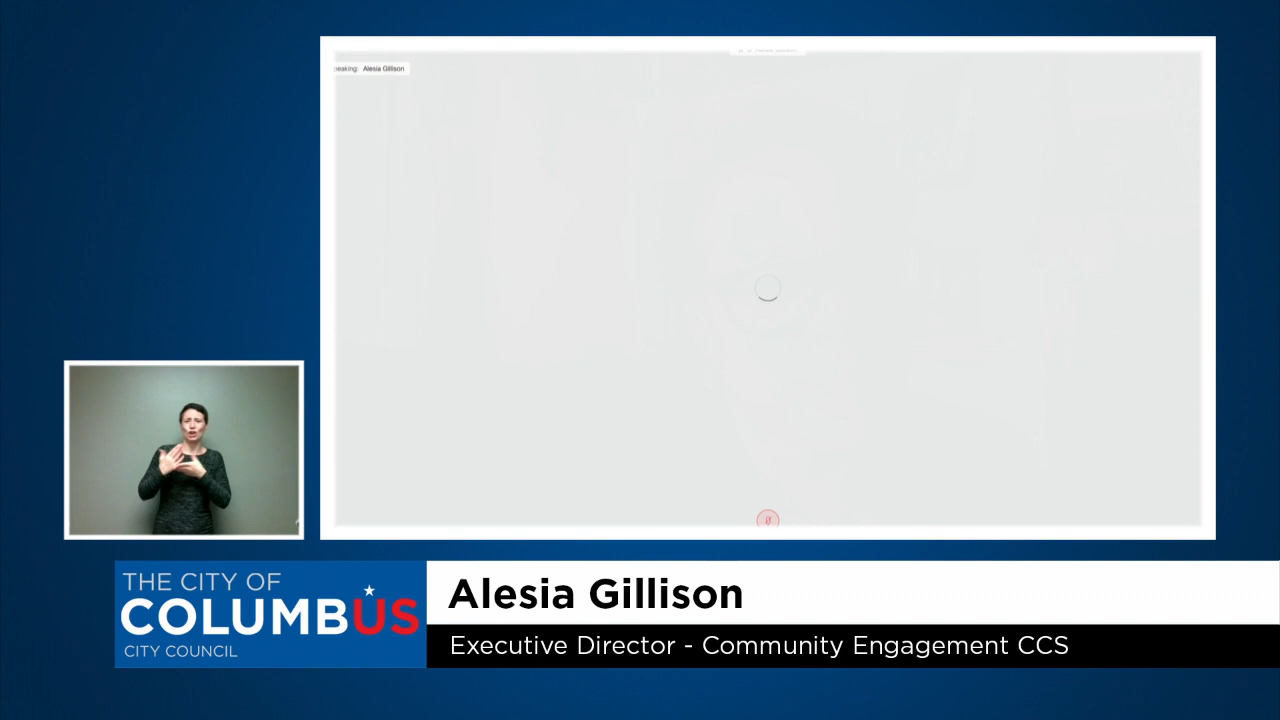 eaking: Alesia Gillison
THE CITY OF
COLUMBUS
CITY COUNCIL
Alesia Gillison
Executive Director - Community Engagement CCS